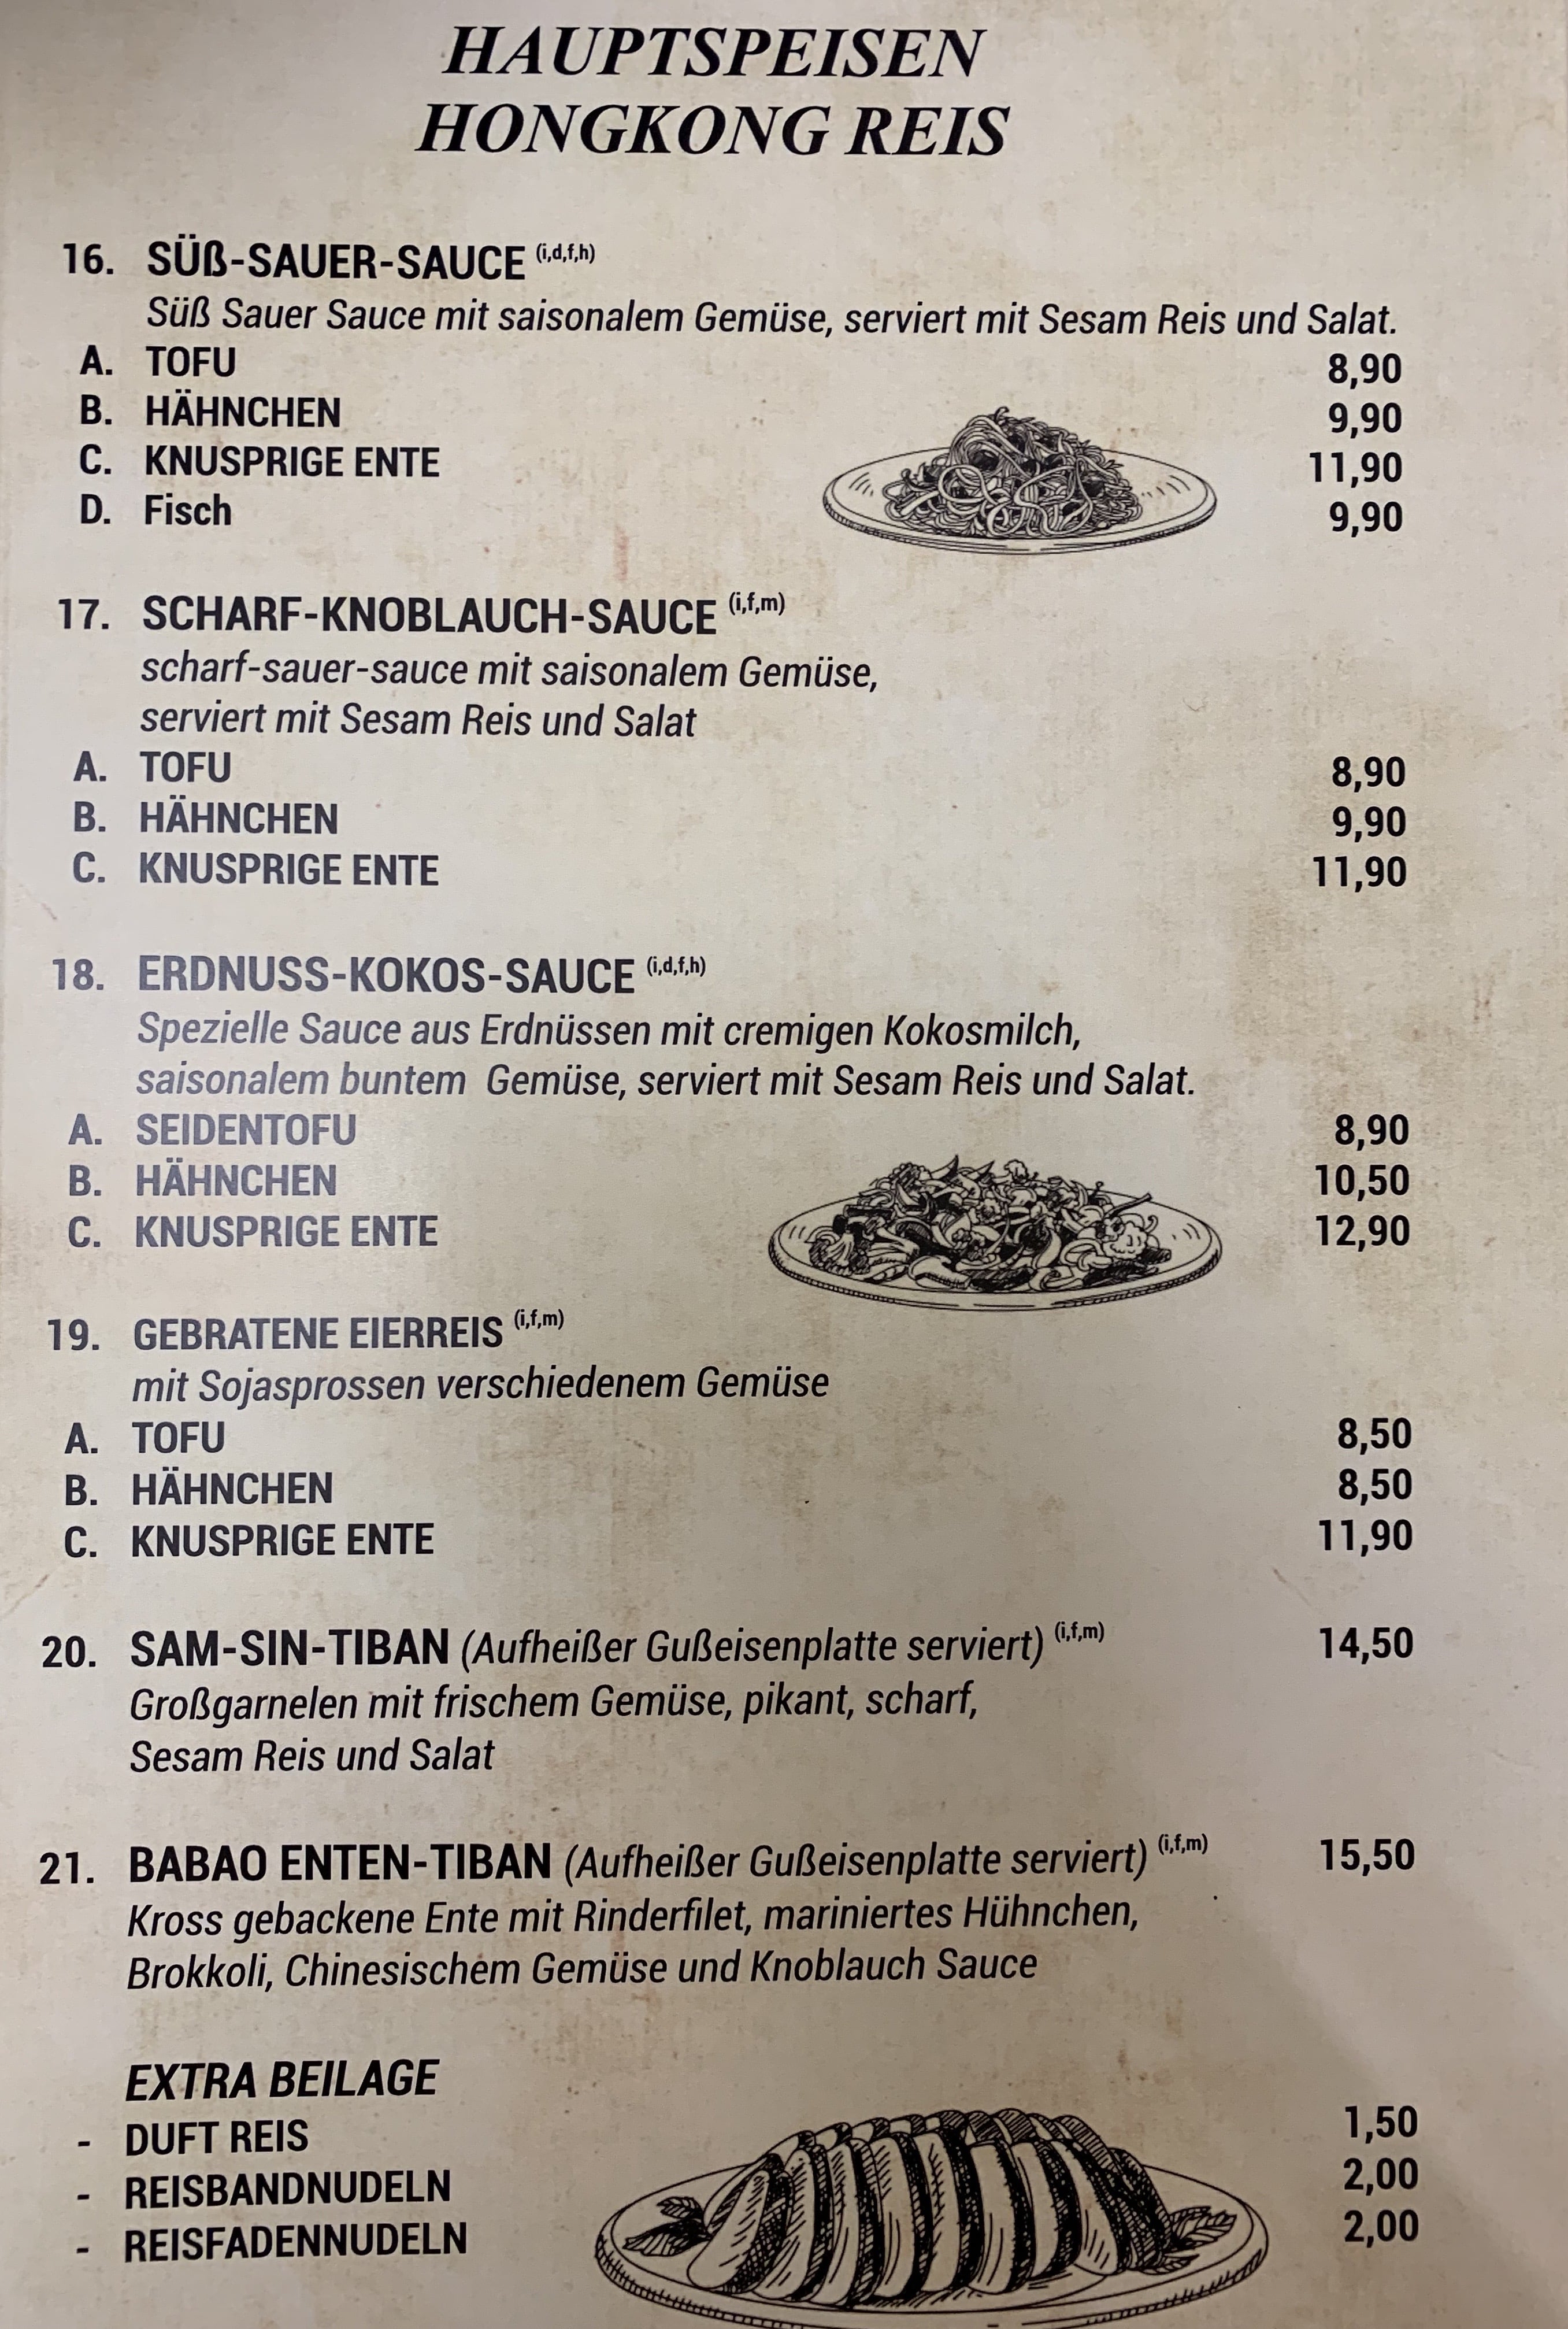 HAUPTSPEISEN
HONGKONG REIS
16. SÜß-SAUER-SAUCE (i,d,f,h)
Süß Sauer Sauce mit saisonalem Gemüse, serviert mit Sesam Reis und Salat.
A. TOFU 8,90
B. HÄHNCHEN 9,90
C. KNUSPRIGE ENTE 11,90
D. Fisch 9,90
17. SCHARF-KNOBLAUCH-SAUCE (i,f,m)
scharf-sauer-sauce mit saisonalem Gemüse,
serviert mit Sesam Reis und Salat
A. TOFU 8,90
B. HÄHNCHEN 9,90
C. KNUSPRIGE ENTE 11,90
18. ERDNUSS-KOKOS-SAUCE (i,d,f,h)
Spezielle Sauce aus Erdnüssen mit cremigen Kokosmilch,
saisonalem buntem Gemüse, serviert mit Sesam Reis und Salat.
A. SEIDENTOFU 8,90
B. HÄHNCHEN 10,50
C. KNUSPRIGE ENTE 12,90
19. GEBRATENE EIERREIS (i,f,m)
mit Sojasprossen verschiedenem Gemüse
A. TOFU 8,50
B. HÄHNCHEN 8,50
C. KNUSPRIGE ENTE 11,90
20. SAM-SIN-TIBAN (Aufheißer Gußeisenplatte serviert) (i,f,m) 14,50
Großgarnelen mit frischem Gemüse, pikant, scharf,
Sesam Reis und Salat
21. BABAO ENTEN-TIBAN (Aufheißer Gußeisenplatte serviert) (i,f,m) 15,50
Kross gebackene Ente mit Rinderfilet, mariniertes Hühnchen,
Brokkoli, Chinesischem Gemüse und Knoblauch Sauce
EXTRA BEILAGE
- DUFT REIS 1,50
- REISBANDNUDELN 2,00
- REISFADENNUDELN 2,00